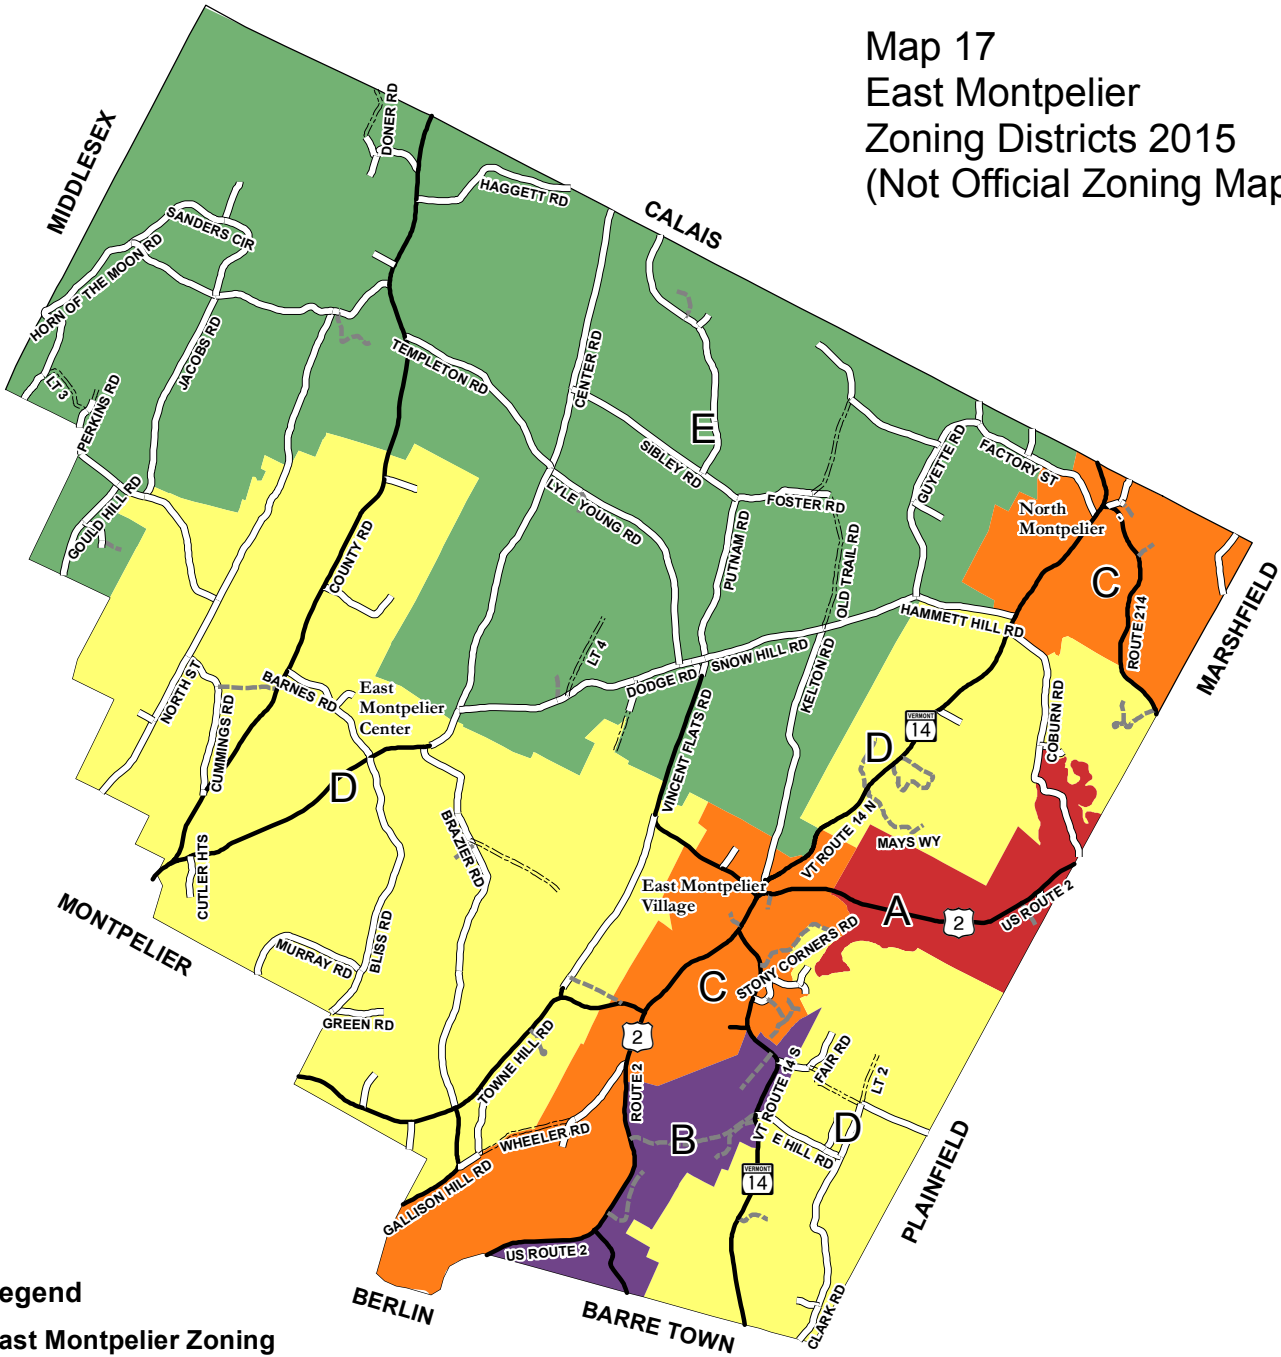 Map 17
East Montpelier
Zoning Districts 2015
(Not Official Zoning Map
MIDDLESEX
DONER RD
HAGGETT RD
CALAIS
SANDERS CIR
HORN OF THE MOON RD
JACOBS RD
LT 3
PERKINS RD
TEMPLETON RD
CENTER RD
E
SIBLEY RD
GUYETTE RD
FACTORY ST
GOULD HILL RD
LYLE YOUNG RD
FOSTER RD
North
Montpelier
COUNTY RD
PUTNAM RD
OLD TRAIL RD
C
ROUTE 214
MARSHFIELD
HAMMETT HILL RD
LT 4
SNOW HILL RD
DODGE RD
KELTON RD
NORTH ST
BARNES RD
East
Montpelier
Center
CUMMINGS RD
VINCENT FLATS RD
COBURN RD
VERMONT
14
D
D
BRAZIER RD
VT ROUTE 14 N
MAYS WY
CUTLER HTS
East Montpelier
Village
A
2
US ROUTE 2
MONTPELIER
BLISS RD
MURRAY RD
STONY CORNERS RD
C
GREEN RD
2
TOWNE HILL RD
ROUTE 2
VT ROUTE 14 S
FAIR RD
LT 2
D
WHEELER RD
B
E HILL RD
PLAINFIELD
VERMONT
14
GALLISON HILL RD
US ROUTE 2
BERLIN
BARRE TOWN
CLARK RD
egend
ast Montpelier Zoning